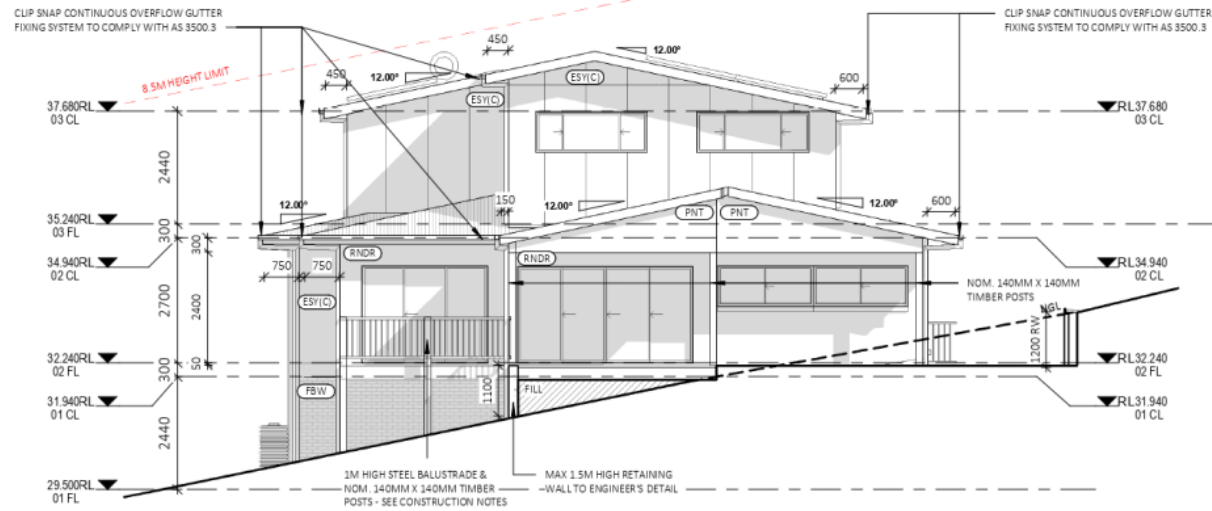 CLIP SNAP CONTINUOUS OVERFLOW GUTTER
FIXING SYSTEM TO COMPLY WITH AS 3500.3
CLIP SNAP CONTINUOUS OVERFLOW GUTTER
FIXING SYSTEM TO COMPLY WITH AS 3500.3
8.5M HEIGHT LIMIT
450
12.00°
450
12.00°
600
ESY(C)
ESY(C)
37.680RL
03 CL
RL37.680
03 CL
2440
12.00°
150
12.00°
12.00°
600
35.240RL
03 FL
300
300
PNT
PNT
34.940RL
02 CL
RL34.940
02 CL
RNDR
RNDR
750
750
ESY(C)
2700
2400
NOM. 140MM X 140MM
TIMBER POSTS
NGL
1200 RW
32.240RL
02 FL
300
50
RL32.240
02 FL
31.940RL
01 CL
RL31.940
01 CL
FBW
1100
FILL
2440
29.500RL
01 FL
1M HIGH STEEL BALUSTRADE &
NOM. 140MM X 140MM TIMBER
POSTS - SEE CONSTRUCTION NOTES
MAX 1.5M HIGH RETAINING
WALL TO ENGINEER'S DETAIL